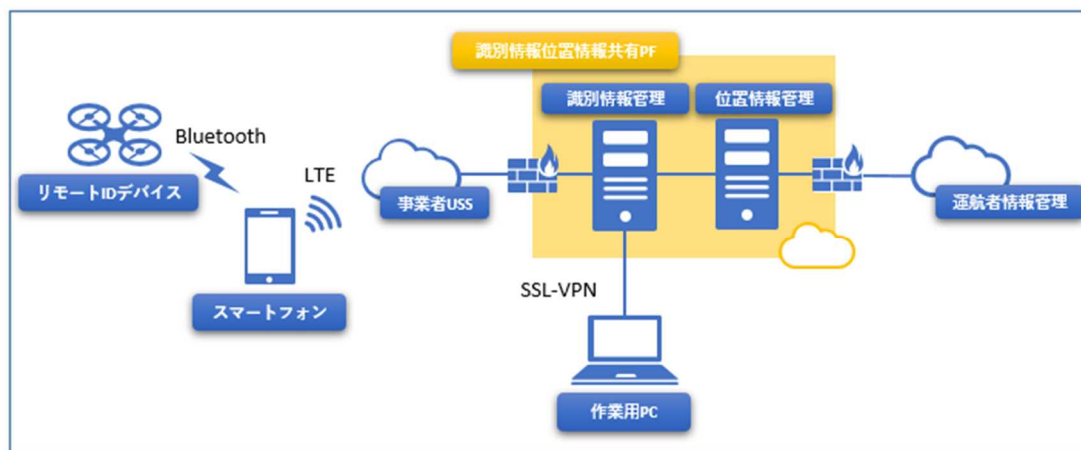 識別情報位置情報共有PF
識別情報管理
位置情報管理
Bluetooth
リモートIDデバイス
LTE
事業者USS
運航者情報管理
スマートフォン
SSL-VPN
作業用PC